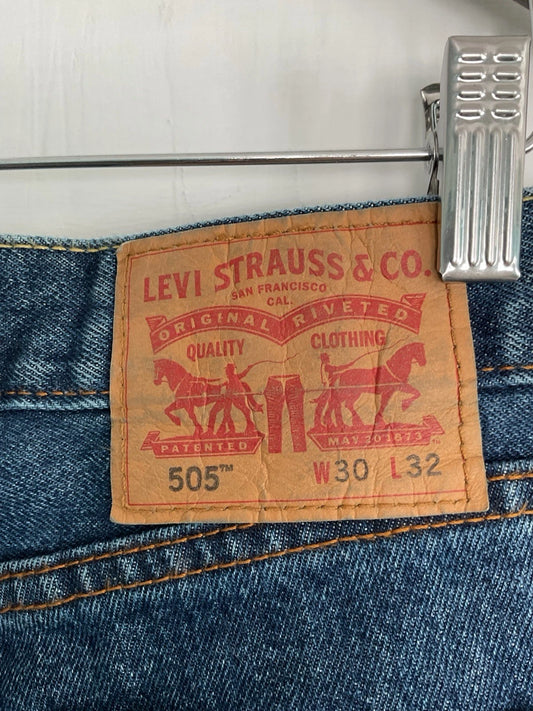 LEVI STRAUSS & CO.
SAN FRANCISCO
CAL.
ORIGINAL RIVETED
QUALITY CLOTHING
PATENTED MAY 20 1873
505™ W30 L32